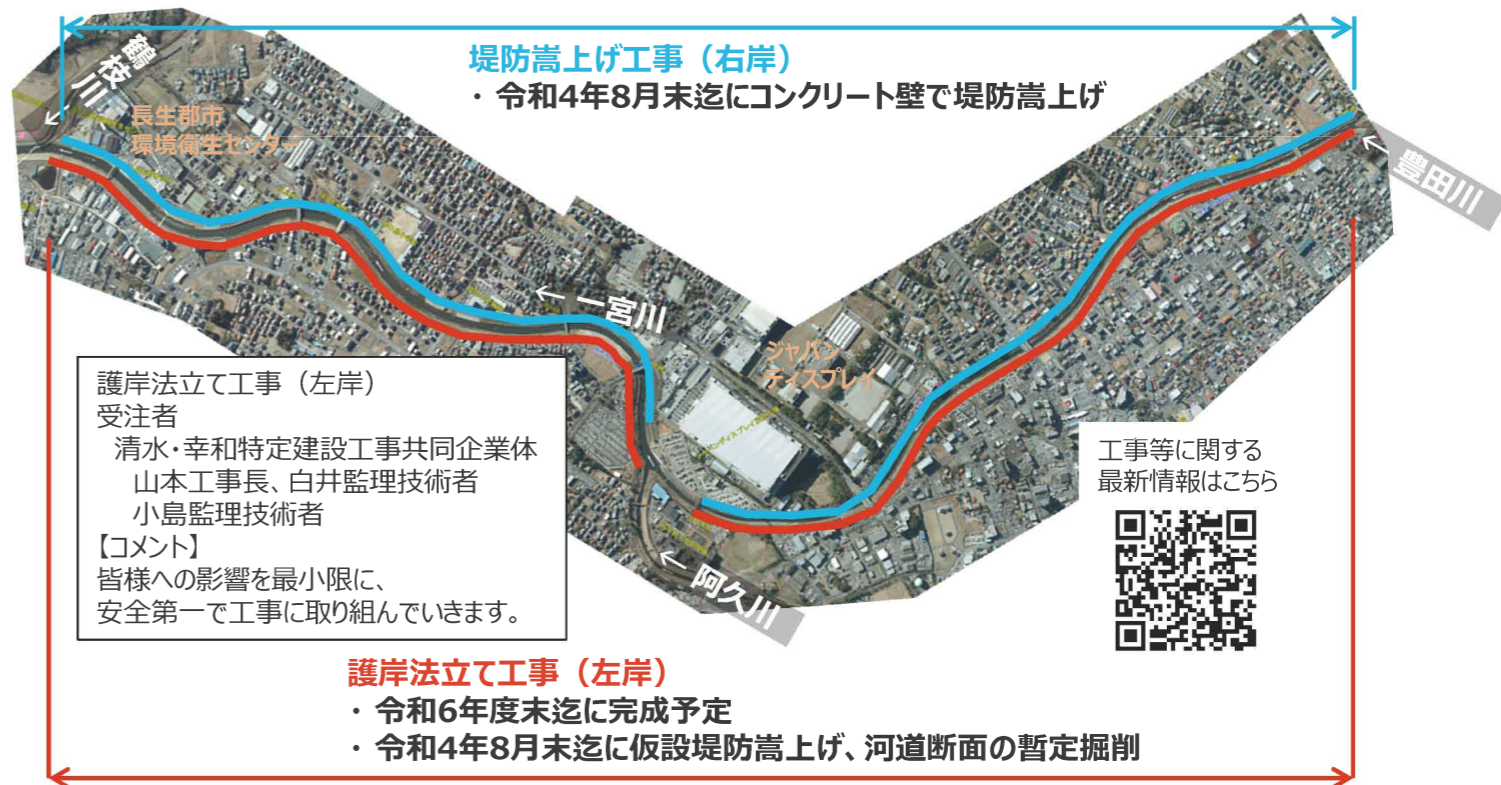 堤防嵩上げ工事（右岸）
・ 令和4年8月末迄にコンクリート壁で堤防嵩上げ
鶴枝川
←
長生郡市
環境衛生センター
← 豊田川
← 一宮川
ジャパン
ディスプレイ
護岸法立て工事（左岸）
受注者
清水・幸和特定建設工事共同企業体
山本工事長、白井監理技術者
小島監理技術者
【コメント】
皆様への影響を最小限に、
安全第一で工事に取り組んでいきます。
工事等に関する
最新情報はこちら
← 阿久川
護岸法立て工事（左岸）
・ 令和6年度末迄に完成予定
・ 令和4年8月末迄に仮設堤防嵩上げ、河道断面の暫定掘削